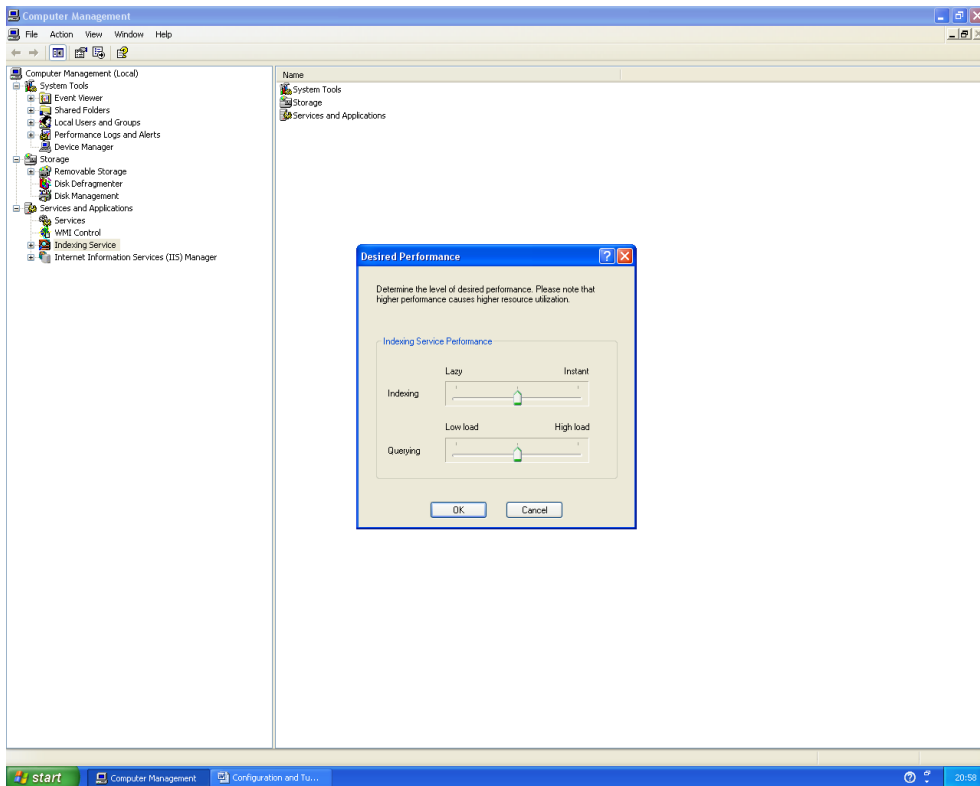 Computer Management
File Action View Window Help
Computer Management (Local)
System Tools
Event Viewer
Shared Folders
Local Users and Groups
Performance Logs and Alerts
Device Manager
Storage
Removable Storage
Disk Defragmenter
Disk Management
Services and Applications
Services
WMI Control
Indexing Service
Internet Information Services (IIS) Manager
Name
System Tools
Storage
Services and Applications
Desired Performance
Determine the level of desired performance. Please note that
higher performance causes higher resource utilization.
Indexing Service Performance
Lazy Instant
Indexing
Low load High load
Querying
OK Cancel
start Computer Management Configuration and Tu... 20:58